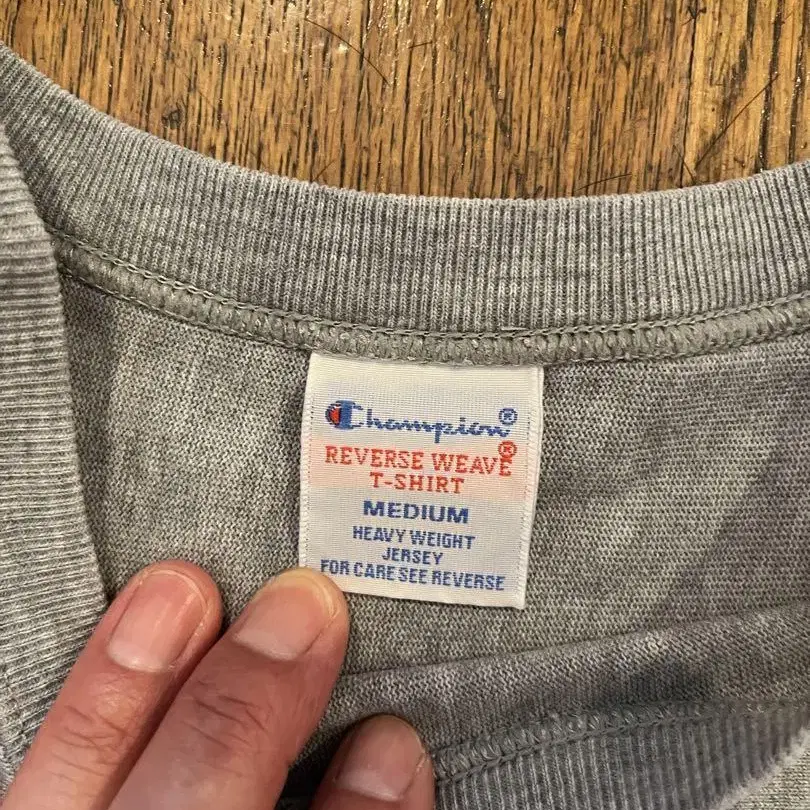 Champion®
REVERSE WEAVE®
T-SHIRT
MEDIUM
HEAVY WEIGHT
JERSEY
FOR CARE SEE REVERSE